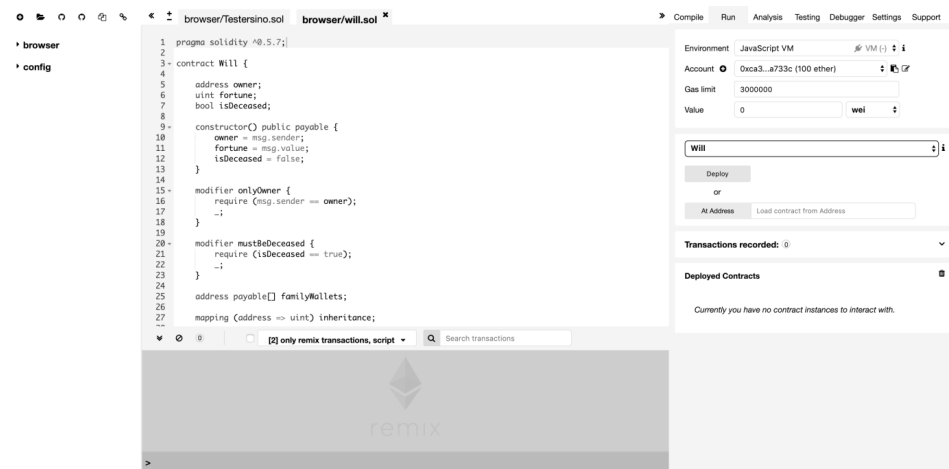 browser/Testersino.sol
browser/will.sol
Compile Run Analysis Testing Debugger Settings Support
browser
config
1 pragma solidity ^0.5.7;
2
3 contract Will {
4
5 address owner;
6 uint fortune;
7 bool isDeceased;
8
9 constructor() public payable {
10 owner = msg.sender;
11 fortune = msg.value;
12 isDeceased = false;
13 }
14
15 modifier onlyOwner {
16 require (msg.sender == owner);
17 _;
18 }
19
20 modifier mustBeDeceased {
21 require (isDeceased == true);
22 _;
23 }
24
25 address payable[] familyWallets;
26
27 mapping (address => uint) inheritance;
0
[2] only remix transactions, script
Search transactions
remix
>
Environment JavaScript VM VM (-) i
Account 0xca3...a733c (100 ether)
Gas limit 3000000
Value 0 wei
Will i
Deploy
or
At Address Load contract from Address
Transactions recorded: 0
Deployed Contracts
Currently you have no contract instances to interact with.